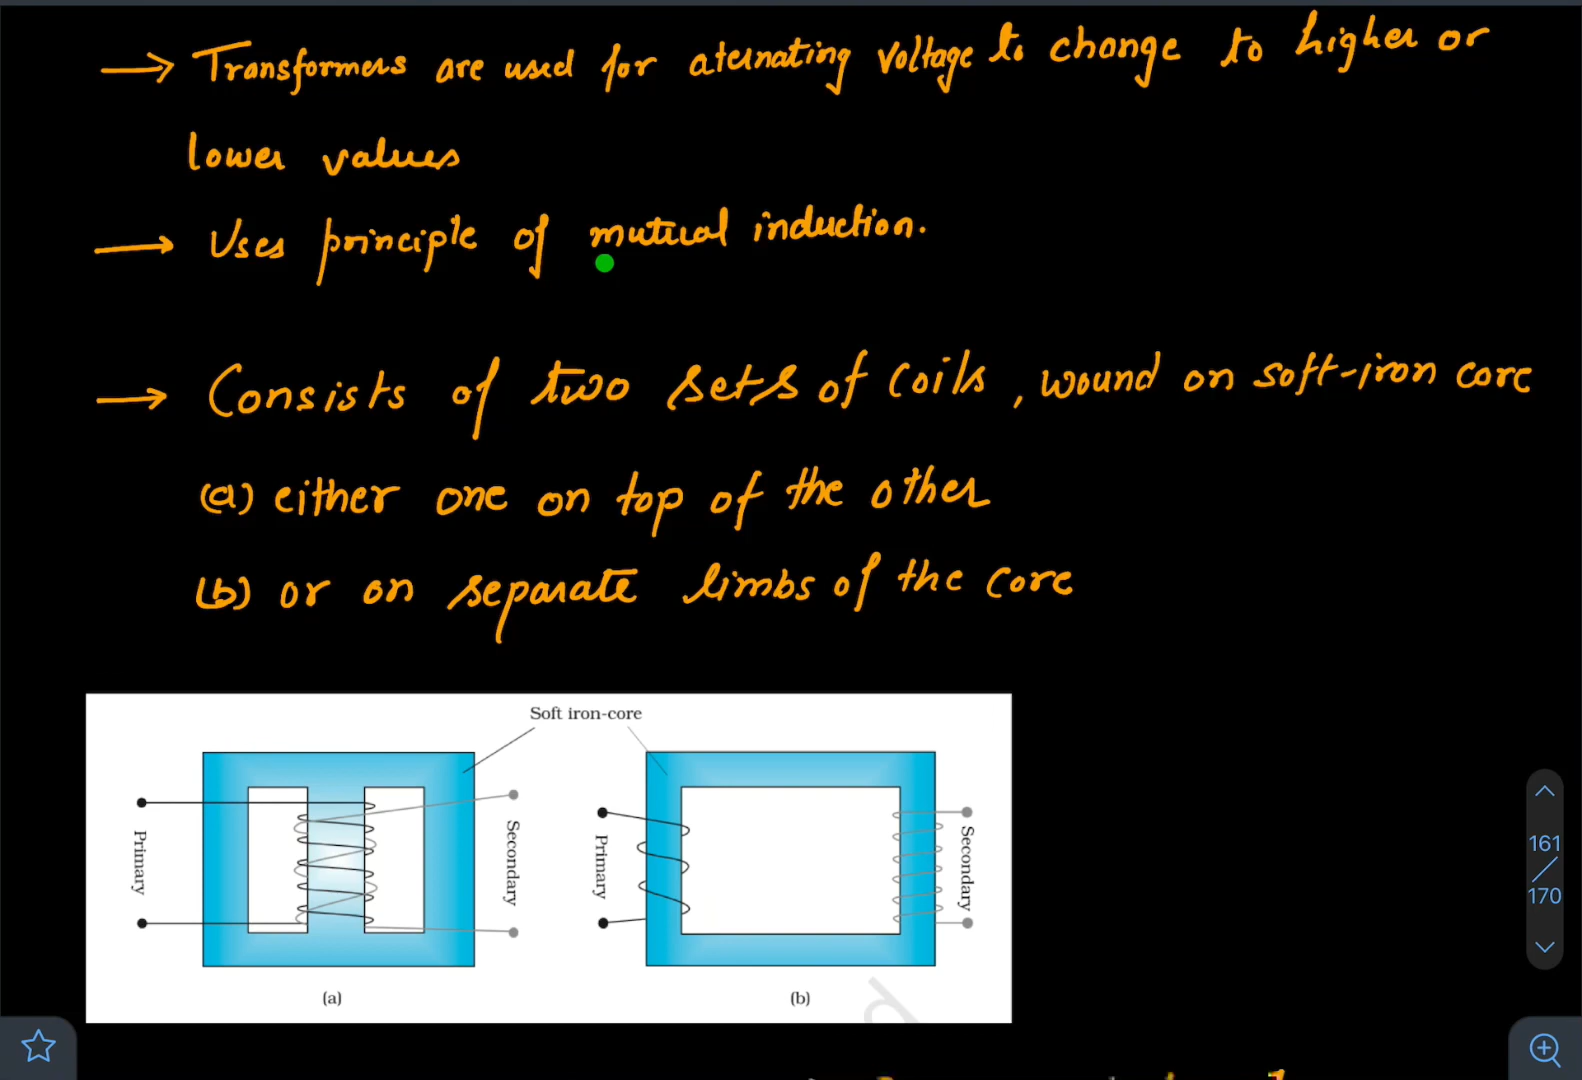 → Transformers are used for aternating voltage to change to higher or
lower values
→ Uses principle of mutual induction.
→ Consists of two sets of coils, wound on soft-iron core
(a) either one on top of the other
(b) or on separate limbs of the core
Soft iron-core
Primary
Secondary
Primary
Secondary
(a)
(b)
161
/
170